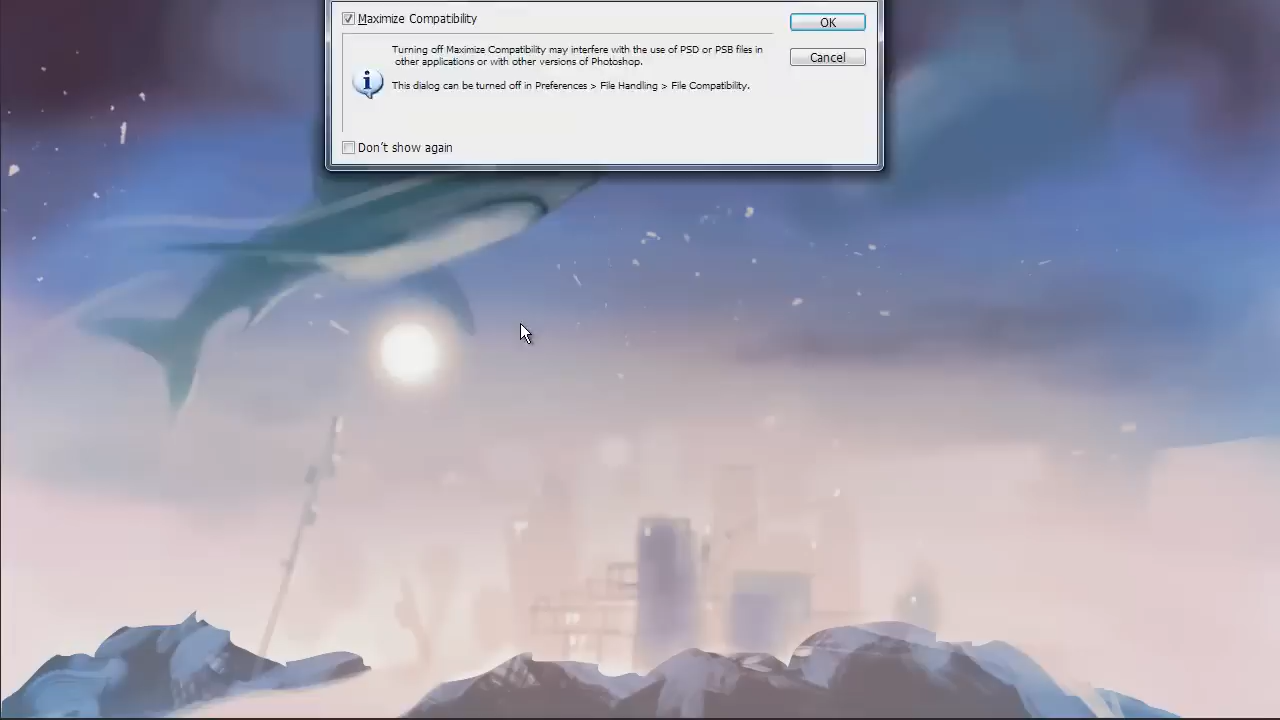 Maximize Compatibility
OK
Turning off Maximize Compatibility may interfere with the use of PSD or PSB files in
other applications or with other versions of Photoshop.
Cancel
This dialog can be turned off in Preferences > File Handling > File Compatibility.
Don't show again